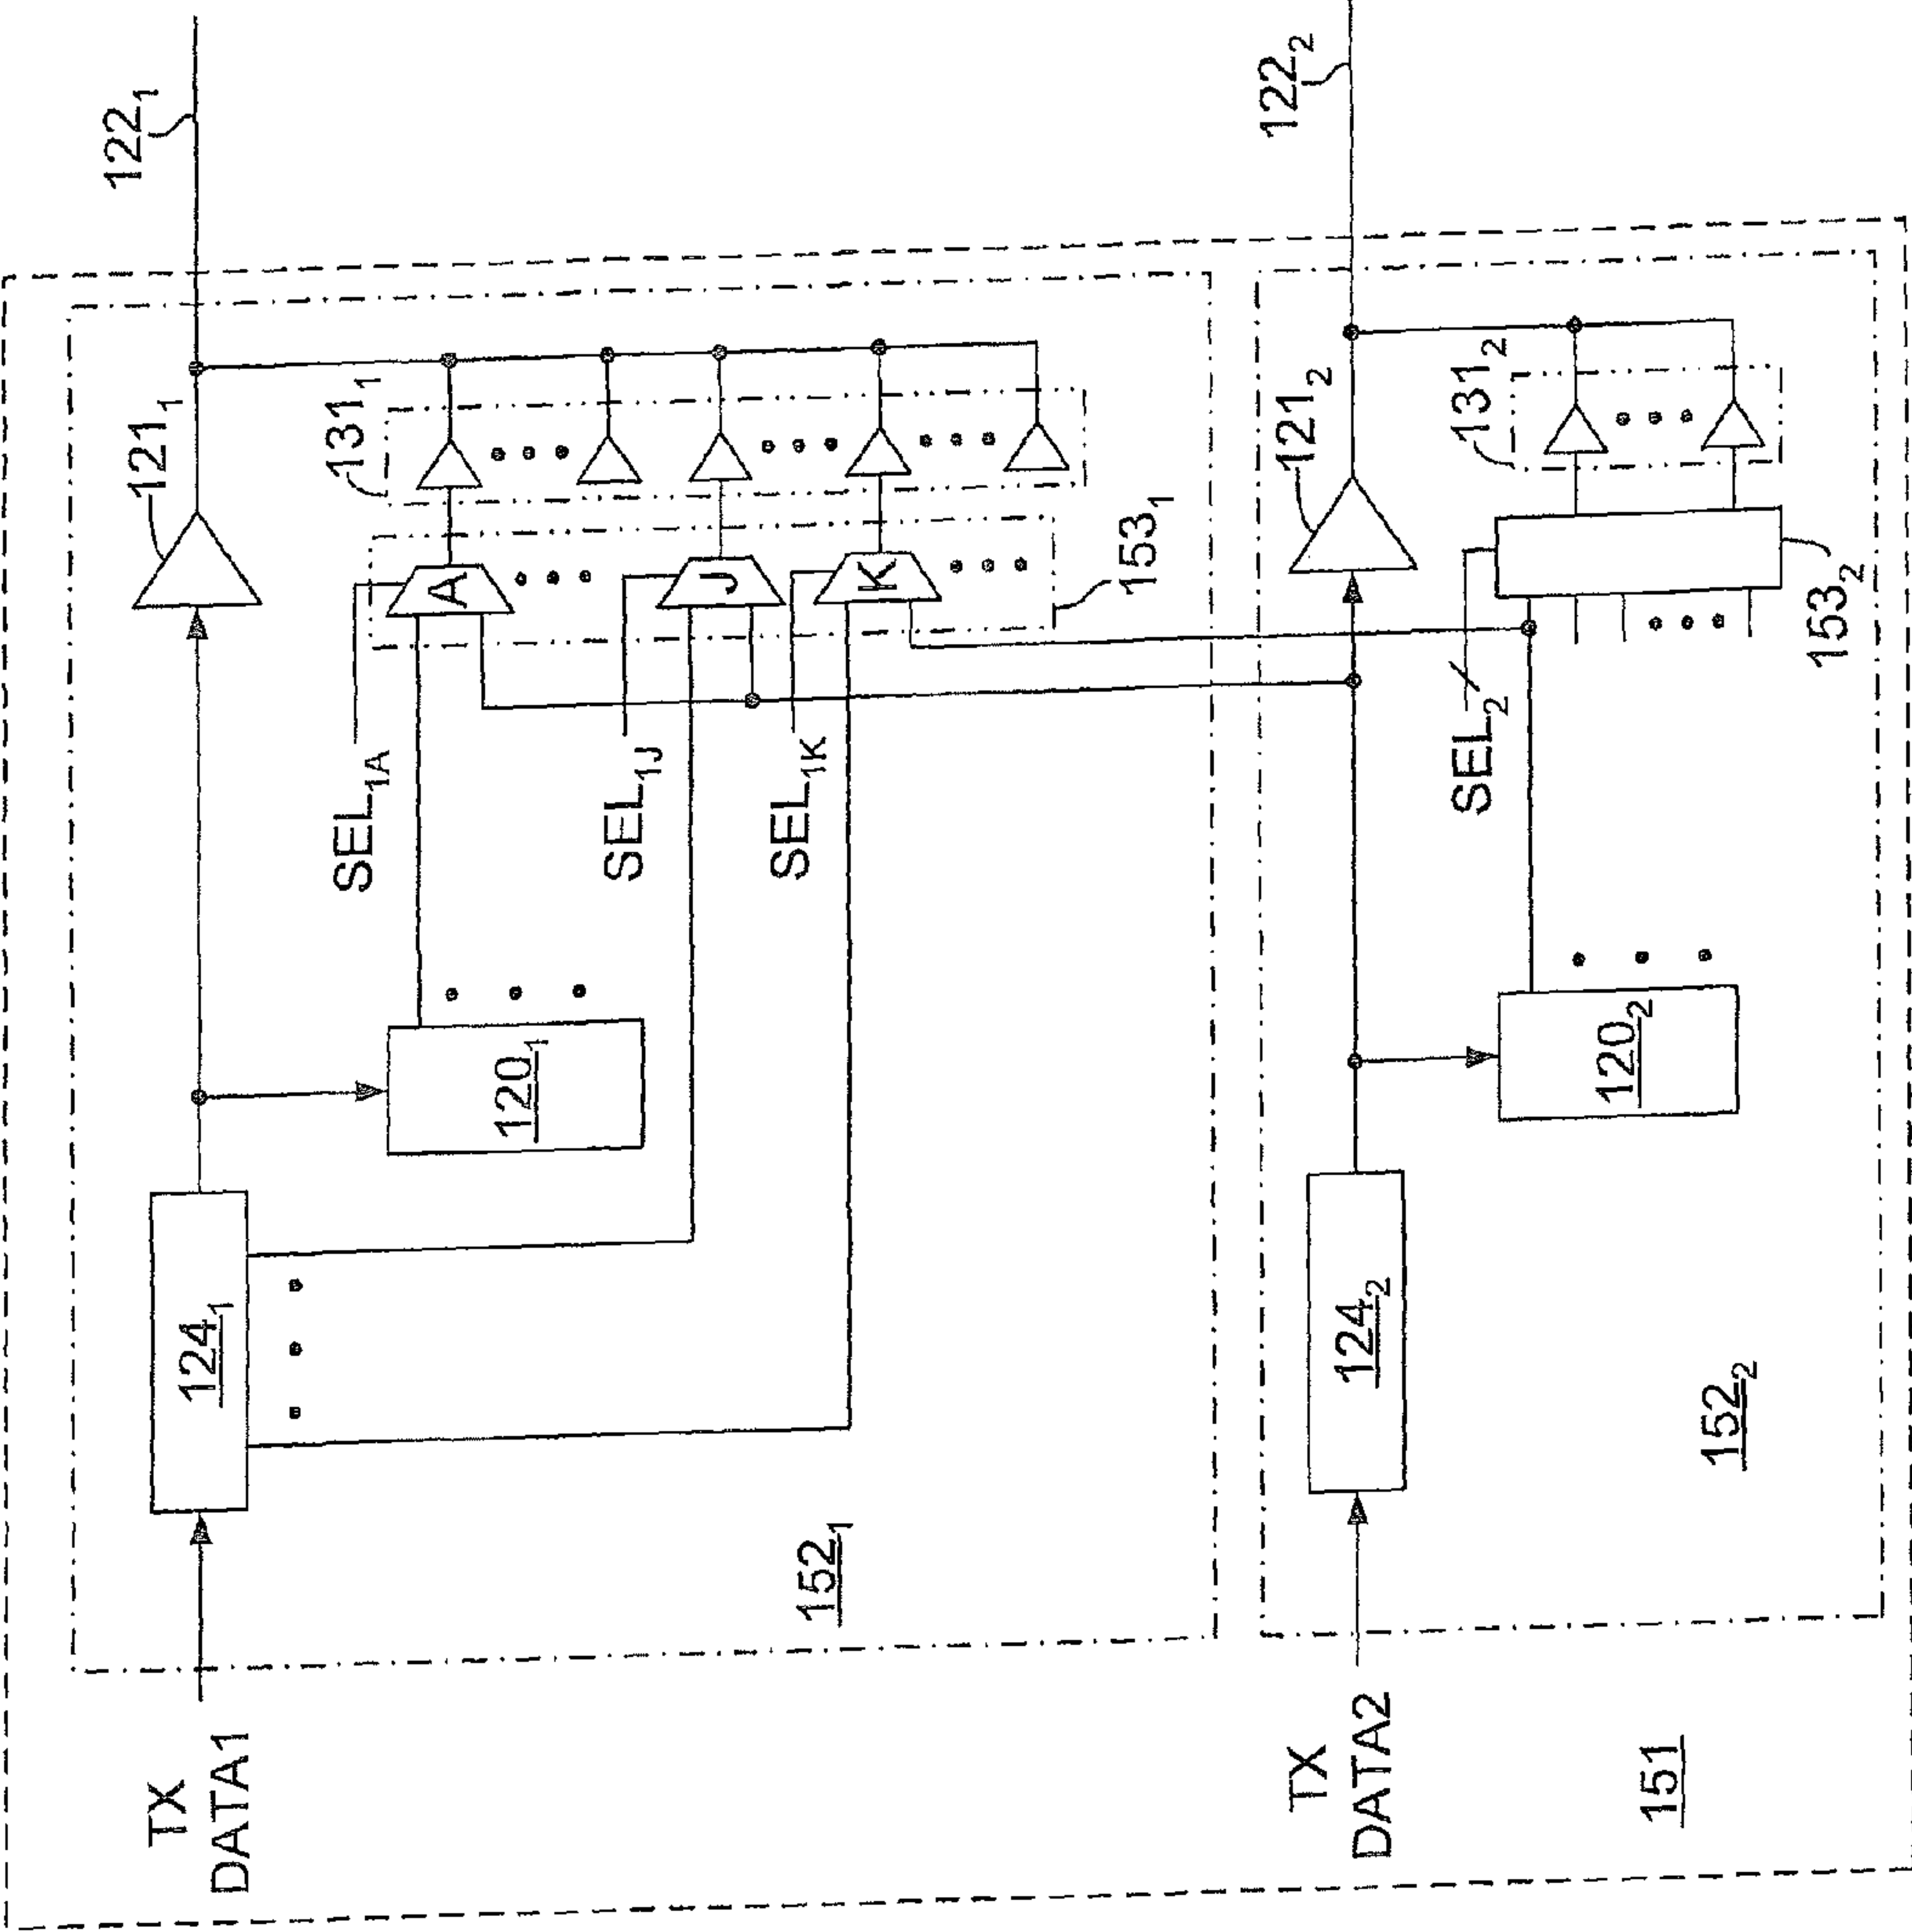 TX
DATA1
124₁
120₁
121₁
122₁
SEL₁A
SEL₁J
SEL₁K
A
J
K
131₁
153₁
152₁
TX
DATA2
124₂
120₂
121₂
122₂
SEL₂
131₂
153₂
152₂
151